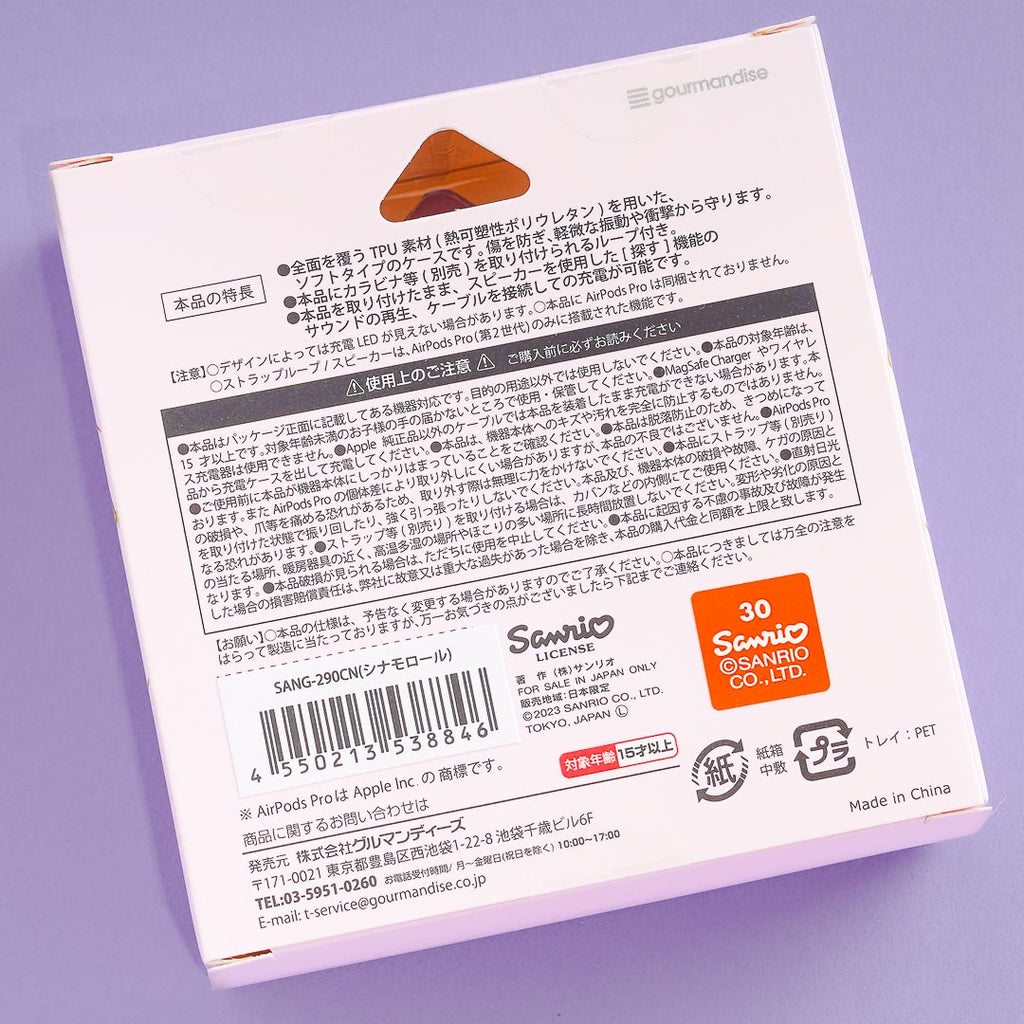 gourmandise
本品の特長
●全面を覆う TPU 素材 ( 熱可塑性ポリウレタン ) を用いた、
ソフトタイプのケースです。傷を防ぎ、軽微な振動や衝撃から守ります。
●本品にカラビナ等 ( 別売 ) を取り付けられるループ付き。
●本品を取り付けたまま、スピーカーを使用した [ 探す ] 機能の
サウンドの再生、ケーブルを接続しての充電が可能です。
【注意】○デザインによっては充電 LED が見えない場合があります。○本品に AirPods Pro は同梱されておりません。
○ストラップループ / スピーカーは、AirPods Pro (第2世代) のみに搭載された機能です。
⚠使用上のご注意⚠ ご購入前に必ずお読みください
●本品はパッケージ正面に記載してある機器対応です。目的の用途以外では使用しないでください。●本品の対象年齢は、
15 才以上です。対象年齢未満のお子様の手の届かないところで使用・保管してください。●MagSafe Charger やワイヤレ
ス充電器は使用できません。●Apple 純正品以外のケーブルでは本品を装着したまま充電ができない場合があります。本
品から充電ケースを出して充電してください。●本品は、機器本体へのキズや汚れを完全に防止するものではありません。
●ご使用前に本品が機器本体にしっかりはまっていることをご確認ください。●本品は脱落防止のため、きつめになって
おります。また AirPods Pro の個体差により取り外しにくい場合がありますが、本品の不良ではございません。●AirPods Pro
の破損や、爪等を痛める恐れがあるため、取り外す際は無理に力をかけないでください。●本品にストラップ等 ( 別売り )
を取り付けた状態で振り回したり、強く引っ張ったりしないでください。本品及び、機器本体の破損や故障、ケガの原因と
なる恐れがあります。●ストラップ等 ( 別売り ) を取り付ける場合は、カバンなどの内側にてご使用ください。●直射日光
の当たる場所、暖房器具の近く、高温多湿の場所やほこりの多い場所に長時間放置しないでください。変形や劣化の原因と
なります。●本品破損が見られる場合は、ただちに使用を中止してください。●本品に起因する不慮の事故及び故障が発生
した場合の損害賠償責任は、弊社に故意又は重大な過失があった場合を除き、本品の購入代金と同額を上限と致します。
【お願い】○本品の仕様は、予告なく変更する場合がありますのでご了承ください。○本品につきましては万全の注意を
はらって製造に当たっておりますが、万一お気づきの点がございましたら下記までご連絡ください。
SANG-290CN(シナモロール)
4 550213 538846
Sanrio
LICENSE
著 作 (株) サンリオ
FOR SALE IN JAPAN ONLY
販売地域:日本限定
©2023 SANRIO CO., LTD.
TOKYO, JAPAN Ⓛ
30
Sanrio
©SANRIO
CO.,LTD.
対象年齢 15才以上
紙
紙箱
中敷
プラ
トレイ:PET
※ AirPods Pro は Apple Inc. の商標です。
商品に関するお問い合わせは
発売元 株式会社グルマンディーズ
〒171-0021 東京都豊島区西池袋1-22-8 池袋千歳ビル6F
TEL:03-5951-0260 お電話受付時間/ 月~金曜日(祝日を除く) 10:00~17:00
E-mail: t-service@gourmandise.co.jp
Made in China